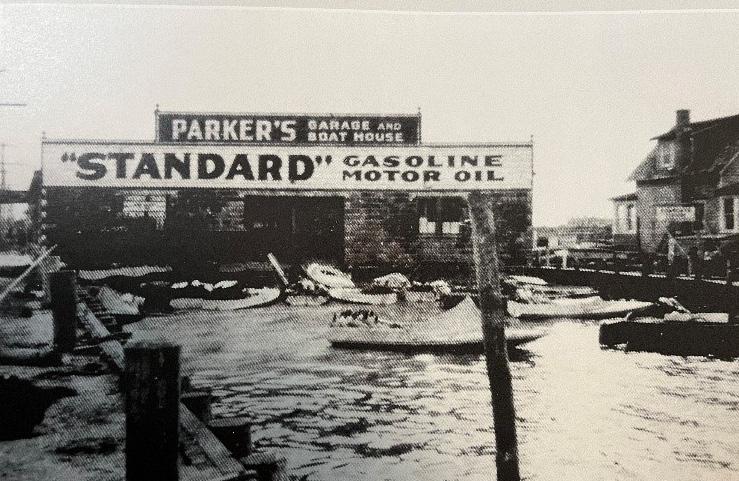 PARKER'S GARAGE AND
BOAT HOUSE
"STANDARD" GASOLINE
MOTOR OIL